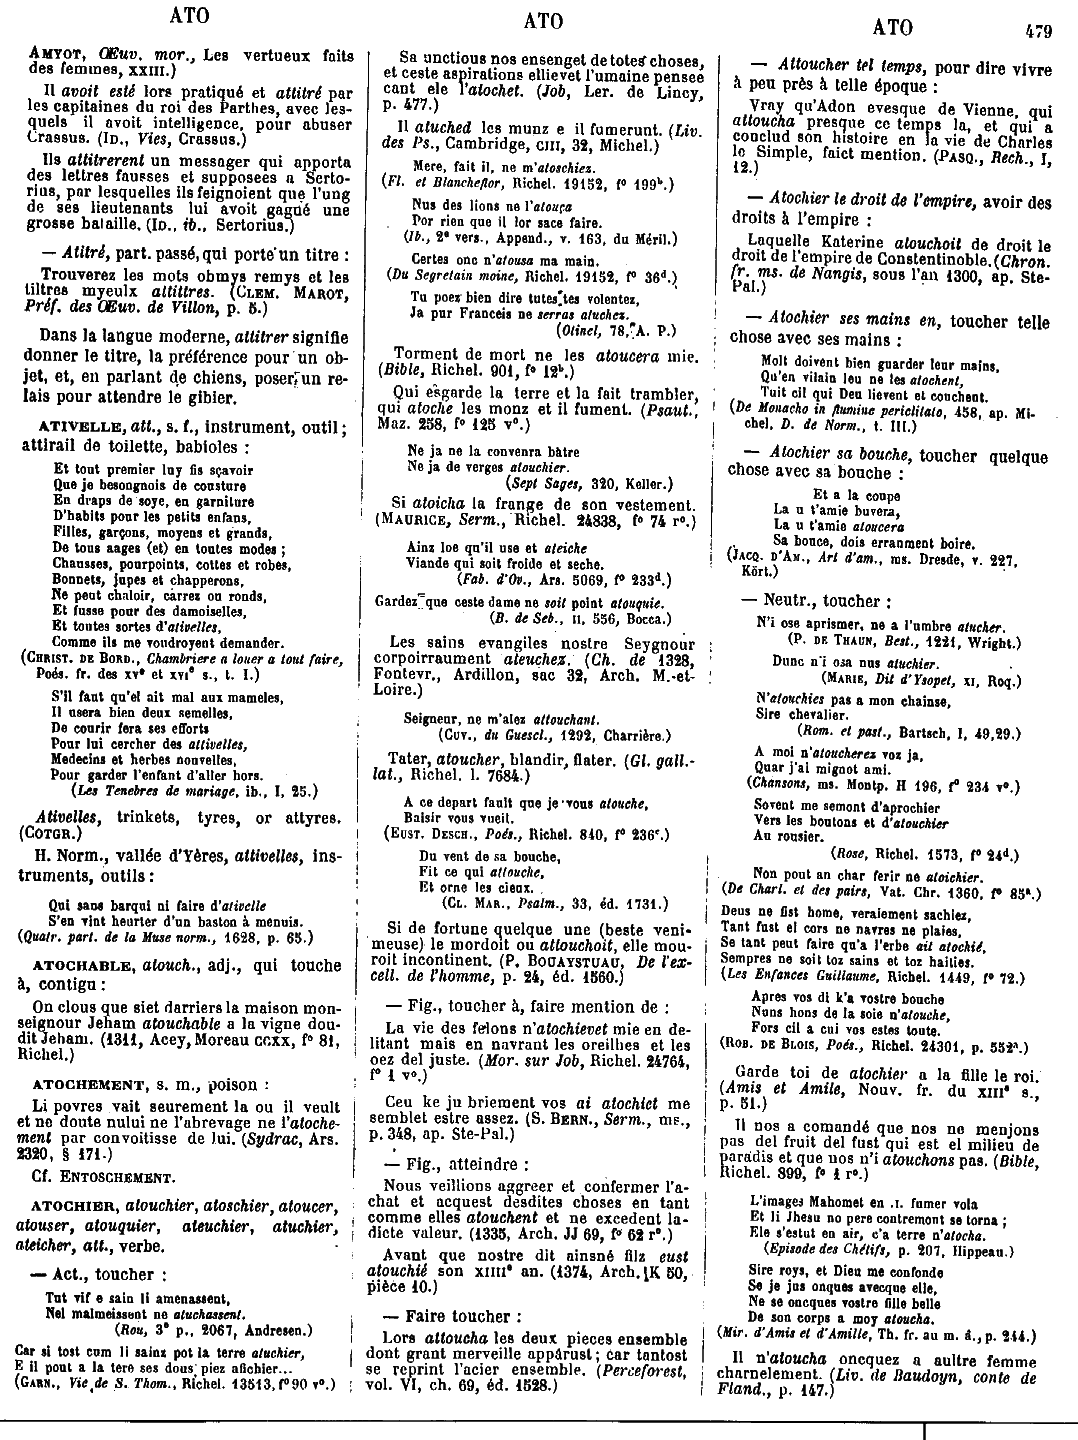 ATO
ATO
ATO
479
AMYOT, Œuv. mor., Les vertueux faits
des femmes, XXIII.)
Il avoit esté lors pratiqué et attitré par
les capitaines du roi des Parthes, avec les-
quels il avoit intelligence, pour abuser
Crassus. (ID., Vies, Crassus.)
Ils attitrerent un messager qui apporta
des lettres fausses et supposees a Serto-
rius, par lesquelles ils feignoient que l'ung
de ses lieutenants lui avoit gagué une
grosse bataille. (ID., ib., Sertorius.)
— Atitré, part. passé, qui porte un titre :
Trouverez les mots obmys remys et les
tiltres myeulx attiltres. (CLEM. MAROT,
Préf. des Œuv. de Villon, p. 5.)
Dans la langue moderne, attitrer signifie
donner le titre, la préférence pour un ob-
jet, et, en parlant de chiens, poser un re-
lais pour attendre le gibier.
ATIVELLE, att., s. f., instrument, outil ;
attirail de toilette, babioles :
Et tout premier luy fis sçavoir
Que je besongnois de cousture
En draps de soye, en garniture
D'habits pour les petits enfans,
Filles, garçons, moyens et grands,
De tous aages (et) en toutes modes ;
Chausses, pourpoints, cottes et robes,
Bonnets, jupes et chapperons,
Ne peut chaloir, carrez ou ronds,
Et fusse pour des damoiselles,
Et toutes sortes d'ativelles,
Comme ils me voudroyent demander.
(CHRIST. DE BORD., Chambriere a louer a tout faire,
Poés. fr. des XVe et XVIe s., t. I.)
S'il faut qu'el ait mal aux mameles,
Il usera bien deux semelles,
De courir fera ses efforts
Pour lui cercher des attivelles,
Medecins et herbes nouvelles,
Pour garder l'enfant d'aller hors.
(Les Tenebres de mariage, ib., I, 25.)
Ativelles, trinkets, tyres, or attyres.
(COTGR.)
H. Norm., vallée d'Yères, attivelles, ins-
truments, outils :
Qui sans barqui ni faire d'ativelle
S'en vint heurter d'un baston à menuis.
(Quatr. part. de la Muse norm., 1628, p. 65.)
ATOCHABLE, atouch., adj., qui touche
à, contigu :
On clous que siet darriers la maison mon-
seignour Jeham atouchable a la vigne dou-
dit Jeham. (1311, Acey, Moreau CCXX, f° 81,
Richel.)
ATOCHEMENT, s. m., poison :
Li povres vait seurement la ou il veult
et ne doute nului ne l'abrevage ne l'atoche-
ment par convoitisse de lui. (Sydrac, Ars.
2320, § 171.)
Cf. ENTOSCHEMENT.
ATOCHIER, atouchier, atoschier, atoucer,
atouser, atouquier, ateuchier, atuchier,
ateicher, att., verbe.
— Act., toucher :
Tut vif e sain li amenassent,
Nel malmeissent ne atuchassent.
(Rou, 3e p., 2067, Andresen.)
Car si tost cum li sainz pot la terre atuchier,
E il pout a la tere ses dous piez afichier...
(GARN., Vie de S. Thom., Richel. 13513, f° 90 v°.)
Sa unctious nos ensenget de totes choses,
et ceste aspirations ellievet l'umaine pensee
cant ele l'atochet. (Job, Ler. de Lincy,
p. 477.)
Il atuched les munz e il fumerunt. (Liv.
des Ps., Cambridge, CIII, 32, Michel.)
Mere, fait il, ne m'atoschiez.
(Fl. et Blancheflor, Richel. 19152, f° 199b.)
Nus des lions ne l'atouça
Por rien que il lor sace faire.
(Ib., 2e vers., Append., v. 163, du Méril.)
Certes onc n'atousa ma main.
(Du Segretain moine, Richel. 19152, f° 36d.)
Tu poez bien dire tutes tes volentez,
Ja pur Franceis ne serras atuchez.
(Otinel, 78, A. P.)
Torment de mort ne les atoucera mie.
(Bible, Richel. 901, f° 12b.)
Qui esgarde la terre et la fait trambler,
qui atoche les monz et il fument. (Psaut.,
Maz. 258, f° 125 v°.)
Ne ja ne la convenra bàtre
Ne ja de verges atouchier.
(Sept Sages, 320, Keller.)
Si atoicha la frange de son vestement.
(MAURICE, Serm., Richel. 24838, f° 74 r°.)
Ainz loe qu'il use et ateiche
Viande qui soit froide et seche.
(Fab. d'Ov., Ars. 5069, f° 233d.)
Gardez que ceste dame ne soit point atouquie.
(B. de Seb., II, 556, Bocca.)
Les sains evangiles nostre Seygnour
corpoirraument ateuchez. (Ch. de 1328,
Fontevr., Ardillon, sac 32, Arch. M.-et-
Loire.)
Seigneur, ne m'alez attouchant.
(CUV., du Guescl., 1292, Charrière.)
Tater, atoucher, blandir, flater. (Gl. gall.-
lat., Richel. l. 7684.)
A ce depart fault que je vous atouche,
Baisir vous vueil.
(EUST. DESCH., Poés., Richel. 840, f° 236c.)
Du vent de sa bouche,
Fit ce qui attouche,
Et orne les cieux.
(CL. MAR., Psalm., 33, éd. 1731.)
Si de fortune quelque une (beste veni-
meuse) le mordoit ou attouchoit, elle mou-
roit incontinent. (P. BOUAYSTUAU, De l'ex-
cell. de l'homme, p. 24, éd. 1560.)
— Fig., toucher à, faire mention de :
La vie des felons n'atochievet mie en de-
litant mais en navrant les oreilhes et les
oez del juste. (Mor. sur Job, Richel. 24764,
f° 1 v°.)
Ceu ke ju briement vos ai atochiet me
semblet estre assez. (S. BERN., Serm., ms.,
p. 348, ap. Ste-Pal.)
— Fig., atteindre :
Nous veillions aggreer et confermer l'a-
chat et acquest desdites choses en tant
comme elles atouchent et ne excedent la-
dicte valeur. (1335, Arch. JJ 69, f° 62 r°.)
Avant que nostre dit ainsné filz eust
atouchié son XIIIIe an. (1374, Arch. K 50,
pièce 10.)
— Faire toucher :
Lors attoucha les deux pieces ensemble
dont grant merveille apparust ; car tantost
se reprint l'acier ensemble. (Perceforest,
vol. VI, ch. 69, éd. 1528.)
— Attoucher tel temps, pour dire vivre
à peu près à telle époque :
Vray qu'Adon evesque de Vienne, qui
attoucha presque ce temps la, et qui a
conclud son histoire en la vie de Charles
le Simple, faict mention. (PASQ., Rech., I,
12.)
— Atochier le droit de l'empire, avoir des
droits à l'empire :
Laquelle Katerine atouchoit de droit le
droit de l'empire de Constentinoble. (Chron.
fr. ms. de Nangis, sous l'an 1300, ap. Ste-
Pal.)
— Atochier ses mains en, toucher telle
chose avec ses mains :
Molt doivent bien guarder leur mains,
Qu'en vilain leu ne les atochent,
Tuit cil qui Deu lievent et couchent.
(De Monacho in flumine periclitato, 458, ap. Mi-
chel, D. de Norm., t. III.)
— Atochier sa bouche, toucher quelque
chose avec sa bouche :
Et a la coupe
La u t'amie buvera,
La u t'amie atoucera
Sa bouce, dois erranment boire.
(JACQ. D'AM., Art d'am., ms. Dresde, v. 227,
Kört.)
— Neutr., toucher :
N'i ose aprismer, ne a l'umbre atucher.
(P. DE THAUN, Best., 1221, Wright.)
Dunc n'i osa nus atuchier.
(MARIE, Dit d'Ysopet, XI, Roq.)
N'atouchies pas a mon chainse,
Sire chevalier.
(Rom. et past., Bartsch, I, 49,29.)
A moi n'atoucherez voz ja,
Quar j'ai mignot ami.
(Chansons, ms. Montp. H 196, f° 234 v°.)
Sovent me semont d'aprochier
Vers les boutons et d'atouchier
Au rousier.
(Rose, Richel. 1573, f° 24d.)
Non pout an char ferir ne atoichier.
(De Charl. et des pairs, Vat. Chr. 1360, f° 85a.)
Deus ne fist home, veraiement sachiez,
Tant fust el cors ne navres ne plaies,
Se tant peut faire qu'a l'erbe ait atochié,
Sempres ne soit toz sains et toz haities.
(Les Enfances Guillaume, Richel. 1449, f° 72.)
Apres vos di k'a vostre bouche
Nuns hons de la soie n'atouche,
Fors cil a cui vos estes toute.
(ROB. DE BLOIS, Poés., Richel. 24301, p. 552a.)
Garde toi de atochier a la fille le roi.
(Amis et Amile, Nouv. fr. du XIIIe s.,
p. 51.)
Il nos a comandé que nos ne menjons
pas del fruit del fust qui est el milieu de
paradis et que nos n'i atouchons pas. (Bible,
Richel. 899, f° 1 r°.)
L'images Mahomet en .I. fumer vola
Et li Jhesu no pere contremont se torna ;
Ele s'estut en air, c'a terre n'atocha.
(Episode des Chétifs, p. 207, Hippeau.)
Sire roys, et Dieu me confonde
Se je jus onques avecque elle,
Ne se oncques vostre fille belle
De son corps a moy atoucha.
(Mir. d'Amis et d'Amille, Th. fr. au m. â., p. 244.)
Il n'atoucha oncquez a aultre femme
charnelement. (Liv. de Baudoyn, conte de
Fland., p. 147.)